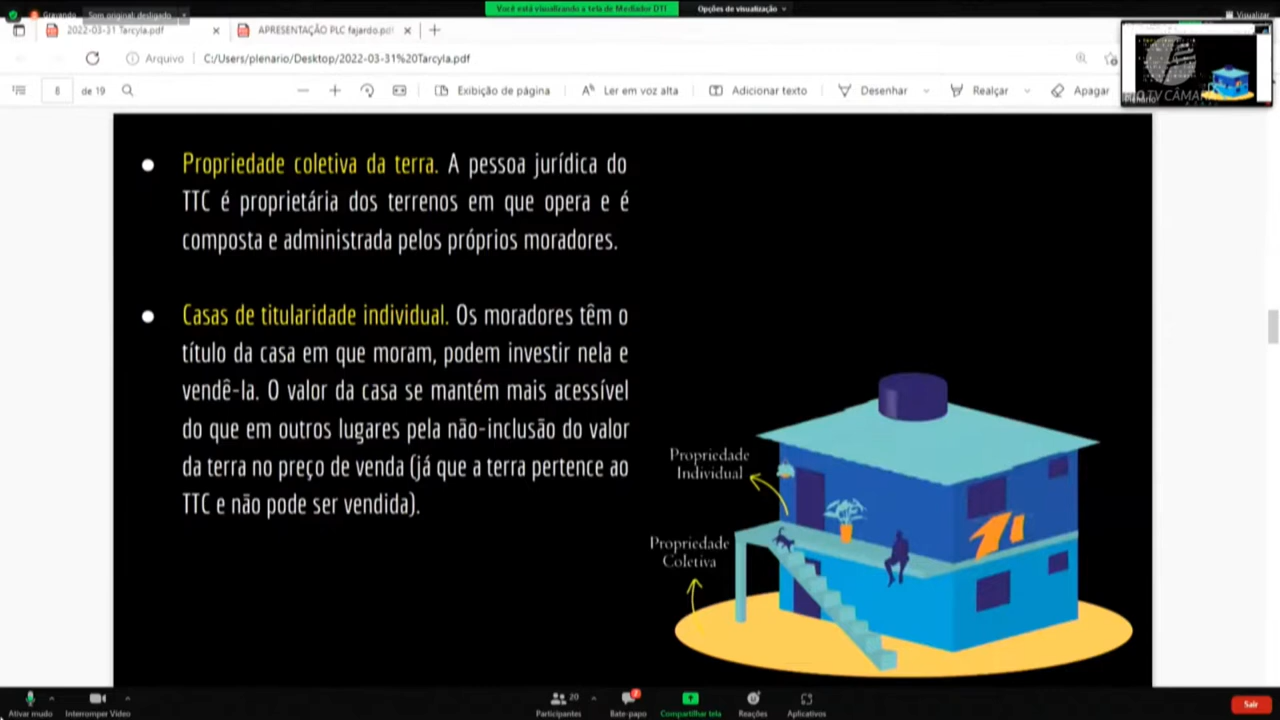 Gravando
Som original: desligado
Você está visualizando a tela de Mediador DTI
Opções de visualização
Visualizar
2022-03-31 Tarcyla.pdf
APRESENTAÇÃO PLC fajardo.pdf
Arquivo
C:/Users/plenario/Desktop/2022-03-31%20Tarcyla.pdf
8 de 19
Exibição de página
Ler em voz alta
Adicionar texto
Desenhar
Realçar
Apagar
TV CÂMARA
Plenário
Propriedade coletiva da terra. A pessoa jurídica do
TTC é proprietária dos terrenos em que opera e é
composta e administrada pelos próprios moradores.
Casas de titularidade individual. Os moradores têm o
título da casa em que moram, podem investir nela e
vendê-la. O valor da casa se mantém mais acessível
do que em outros lugares pela não-inclusão do valor
da terra no preço de venda (já que a terra pertence ao
TTC e não pode ser vendida).
Propriedade
Individual
Propriedade
Coletiva
Ativar mudo
Interromper Vídeo
20
Participantes
Bate-papo
Compartilhar tela
Reações
Aplicativos
Sair